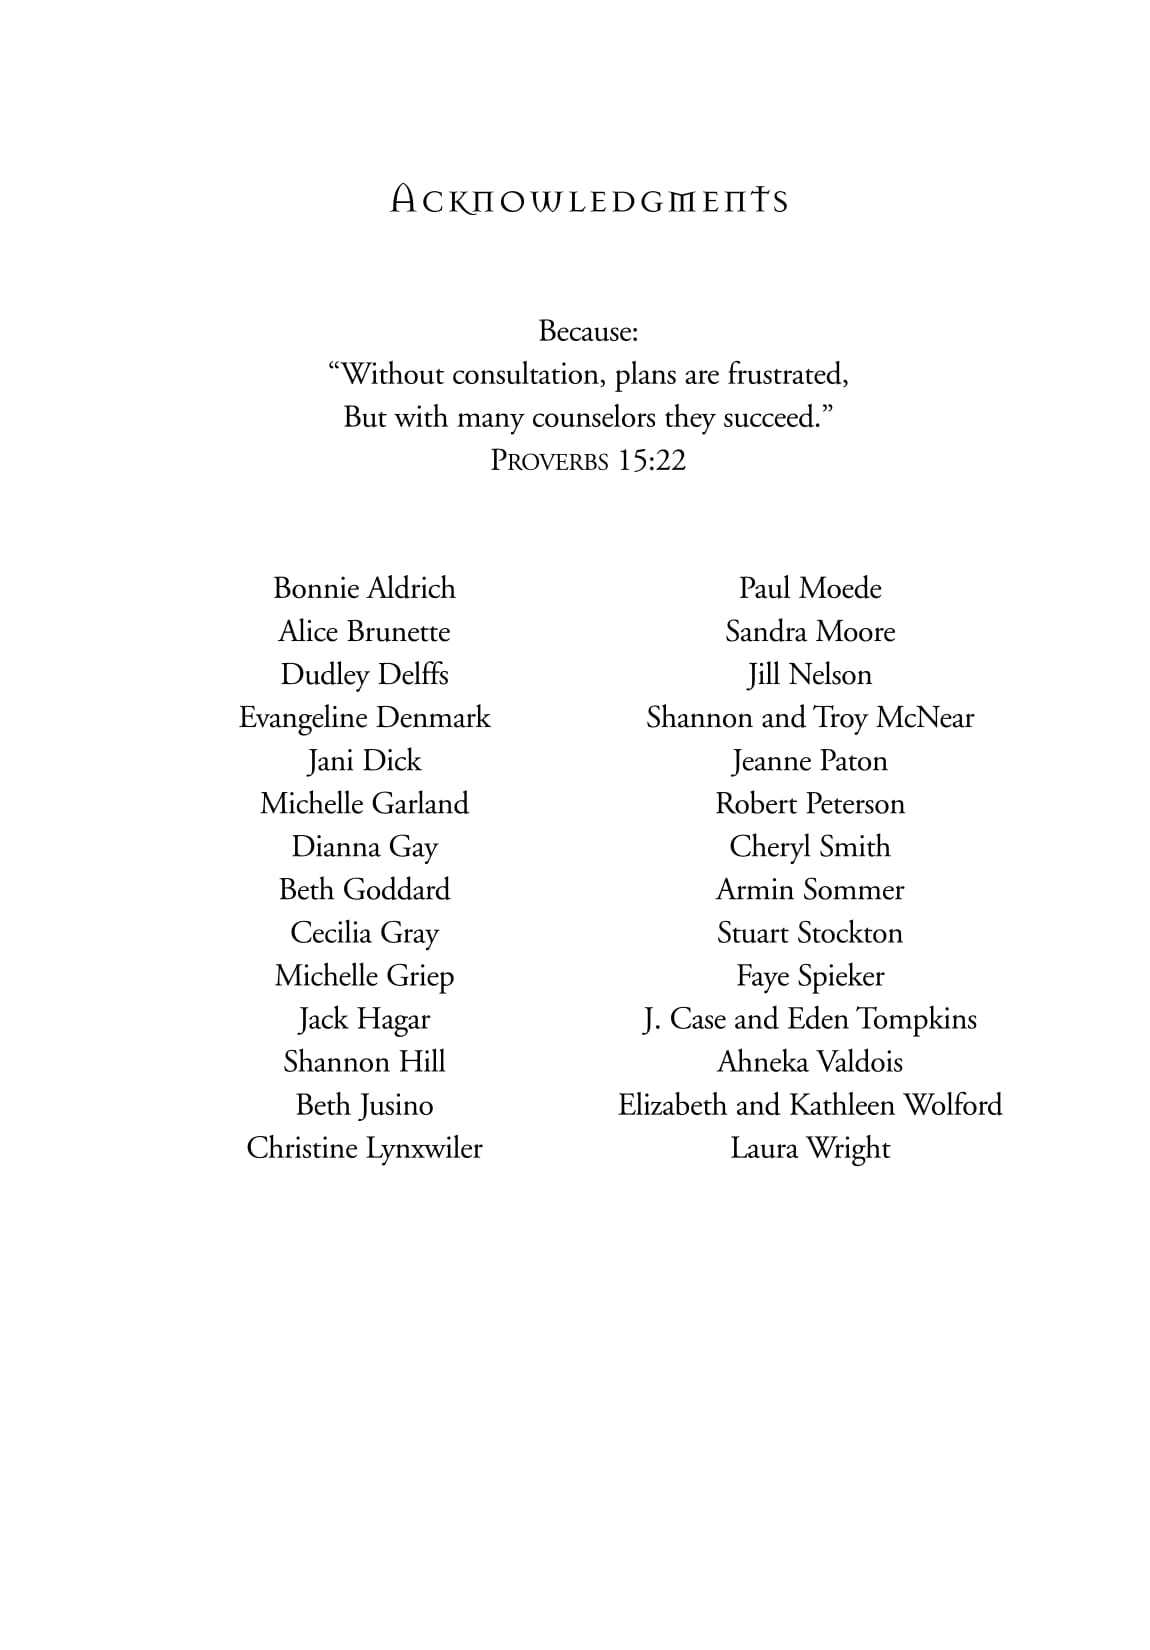 Acknowledgments
Because:
“Without consultation, plans are frustrated,
But with many counselors they succeed.”
Proverbs 15:22
Bonnie Aldrich
Alice Brunette
Dudley Delffs
Evangeline Denmark
Jani Dick
Michelle Garland
Dianna Gay
Beth Goddard
Cecilia Gray
Michelle Griep
Jack Hagar
Shannon Hill
Beth Jusino
Christine Lynxwiler
Paul Moede
Sandra Moore
Jill Nelson
Shannon and Troy McNear
Jeanne Paton
Robert Peterson
Cheryl Smith
Armin Sommer
Stuart Stockton
Faye Spieker
J. Case and Eden Tompkins
Ahneka Valdois
Elizabeth and Kathleen Wolford
Laura Wright